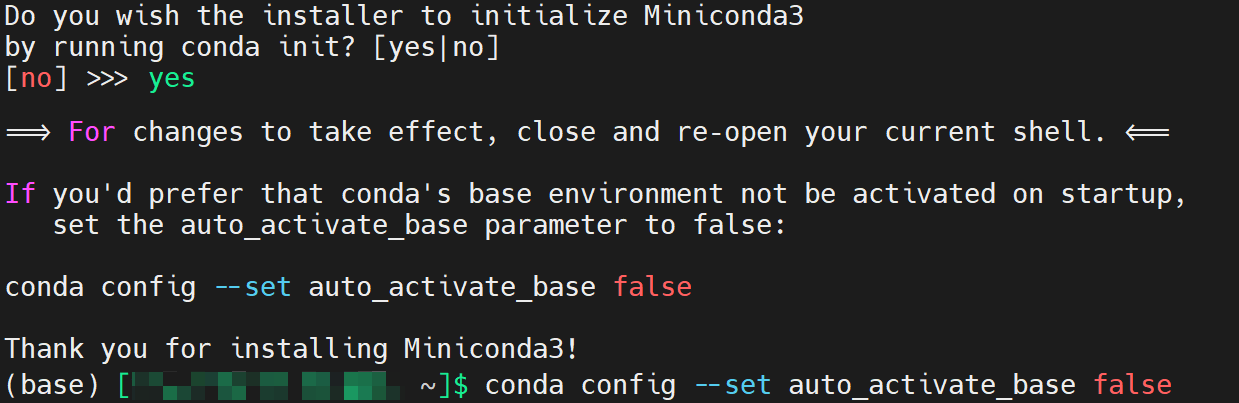 Do you wish the installer to initialize Miniconda3
by running conda init? [yes|no]
[no] >>> yes
==> For changes to take effect, close and re-open your current shell. <==
If you'd prefer that conda's base environment not be activated on startup,
set the auto_activate_base parameter to false:
conda config --set auto_activate_base false
Thank you for installing Miniconda3!
(base) [ ~]$ conda config --set auto_activate_base false